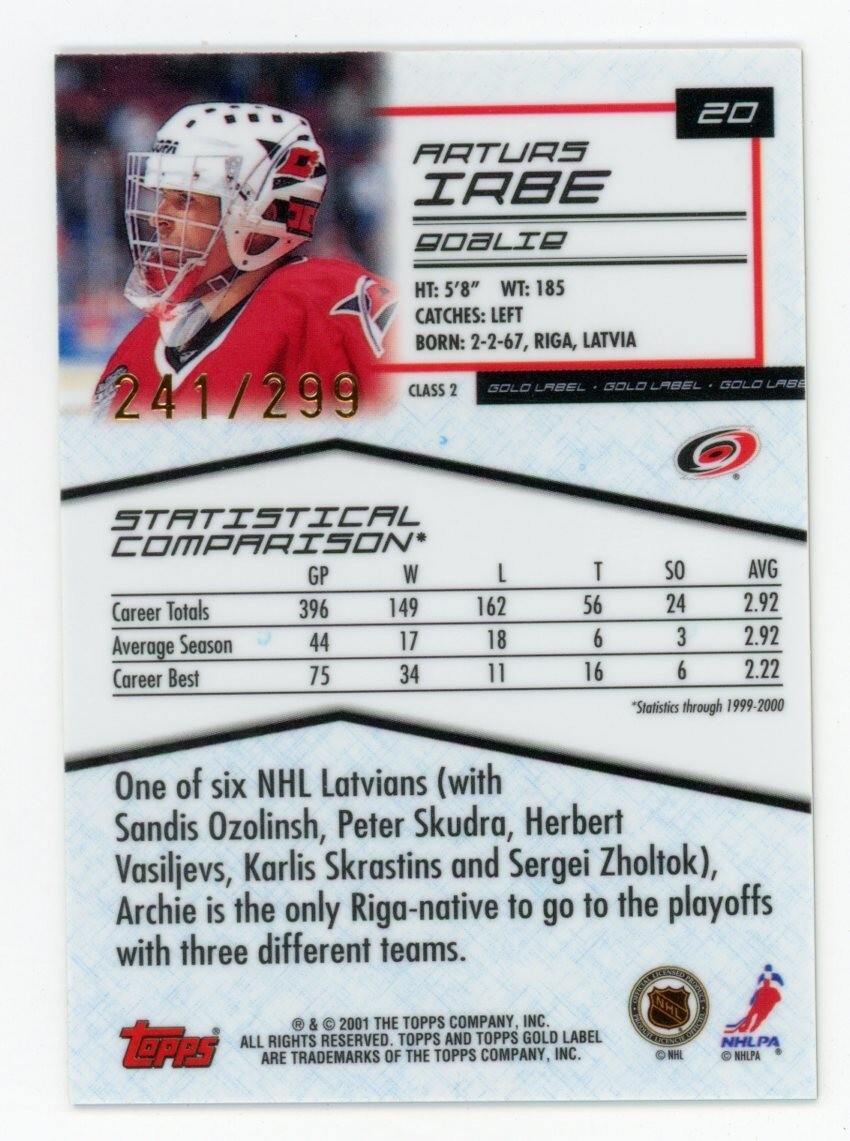 20
ARTURS
IRBE
GOALIE
HT: 5'8" WT: 185
CATCHES: LEFT
BORN: 2-2-67, RIGA, LATVIA
241/299
CLASS 2
GOLD LABEL · GOLD LABEL · GOLD LABE
STATISTICAL
COMPARISON*
GP W L T SO AVG
Career Totals 396 149 162 56 24 2.92
Average Season 44 17 18 6 3 2.92
Career Best 75 34 11 16 6 2.22
*Statistics through 1999-2000
One of six NHL Latvians (with
Sandis Ozolinsh, Peter Skudra, Herbert
Vasiljevs, Karlis Skrastins and Sergei Zholtok),
Archie is the only Riga-native to go to the playoffs
with three different teams.
TOPPS®
® & © 2001 THE TOPPS COMPANY, INC.
ALL RIGHTS RESERVED. TOPPS AND TOPPS GOLD LABEL
ARE TRADEMARKS OF THE TOPPS COMPANY, INC.
NHL
© NHL
NHLPA
© NHLPA ®